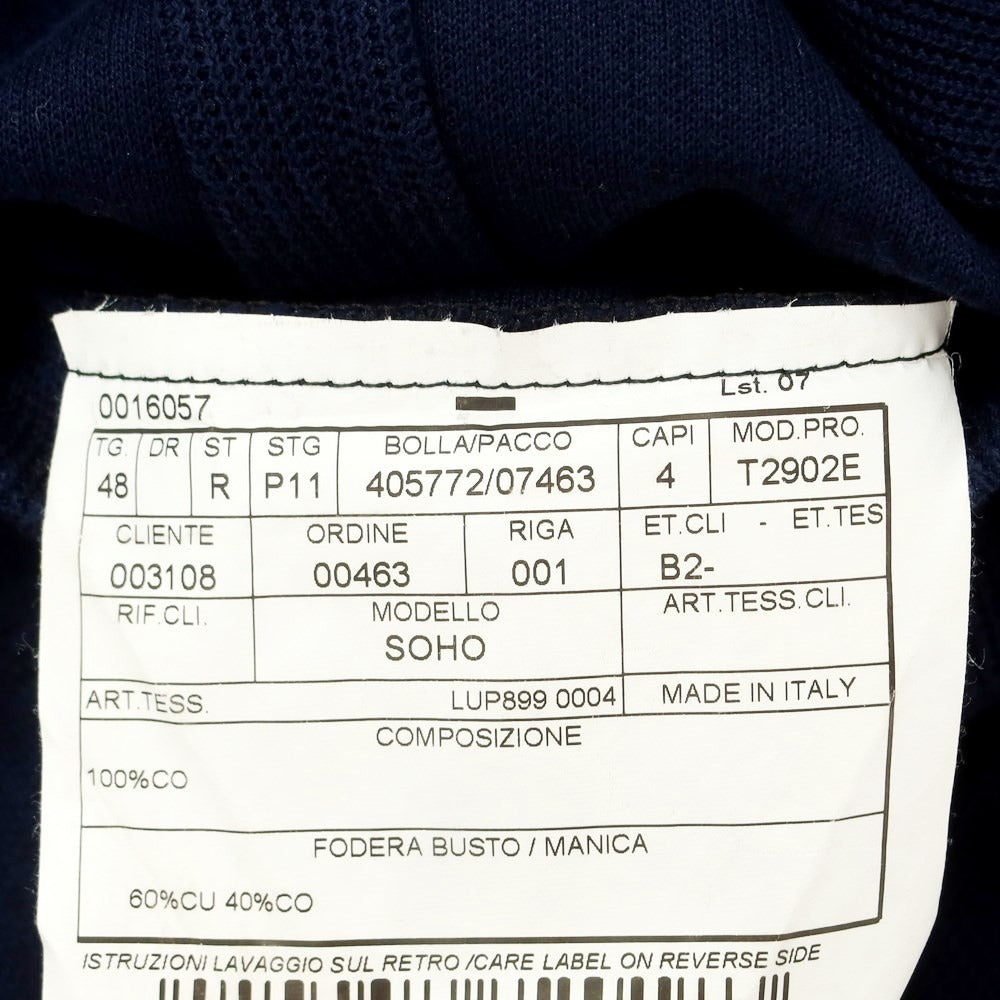 Lst. 07
0016057
TG. DR ST STG BOLLA/PACCO CAPI MOD.PRO.
48 R P11 405772/07463 4 T2902E
CLIENTE ORDINE RIGA ET.CLI - ET.TES
003108 00463 001 B2-
RIF.CLI. MODELLO ART.TESS.CLI.
SOHO
ART.TESS. LUP899 0004 MADE IN ITALY
COMPOSIZIONE
100%CO
FODERA BUSTO / MANICA
60%CU 40%CO
ISTRUZIONI LAVAGGIO SUL RETRO /CARE LABEL ON REVERSE SIDE